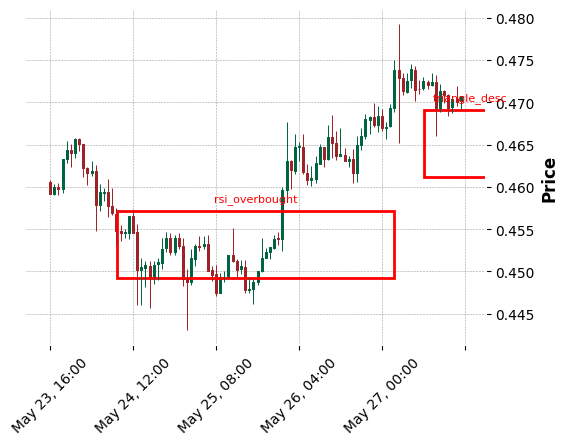 0.480
0.475
triangle_desc
0.470
0.465
Price
0.460
rsi_overbought
0.455
0.450
0.445
May 23, 16:00
May 24, 12:00
May 25, 08:00
May 26, 04:00
May 27, 00:00